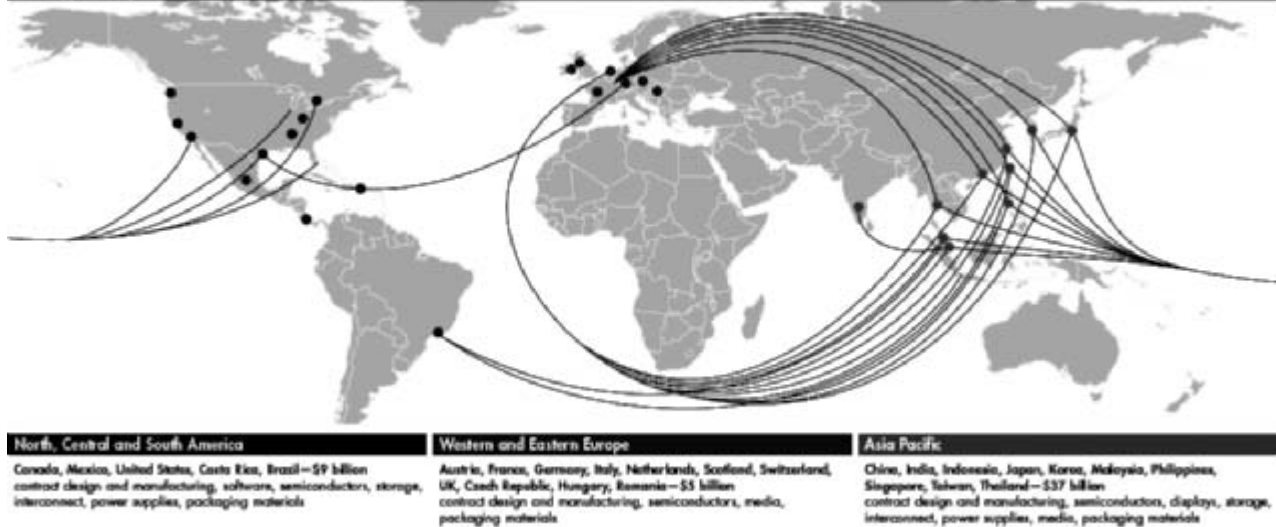 North, Central and South America
Canada, Mexico, United States, Costa Rica, Brazil—$9 billion
contract design and manufacturing, software, semiconductors, storage,
interconnect, power supplies, packaging materials
Western and Eastern Europe
Austria, France, Germany, Italy, Netherlands, Scotland, Switzerland,
UK, Czech Republic, Hungary, Romania—$5 billion
contract design and manufacturing, semiconductors, media,
packaging materials
Asia Pacific
China, India, Indonesia, Japan, Korea, Malaysia, Philippines,
Singapore, Taiwan, Thailand—$37 billion
contract design and manufacturing, semiconductors, displays, storage,
interconnect, power supplies, media, packaging materials